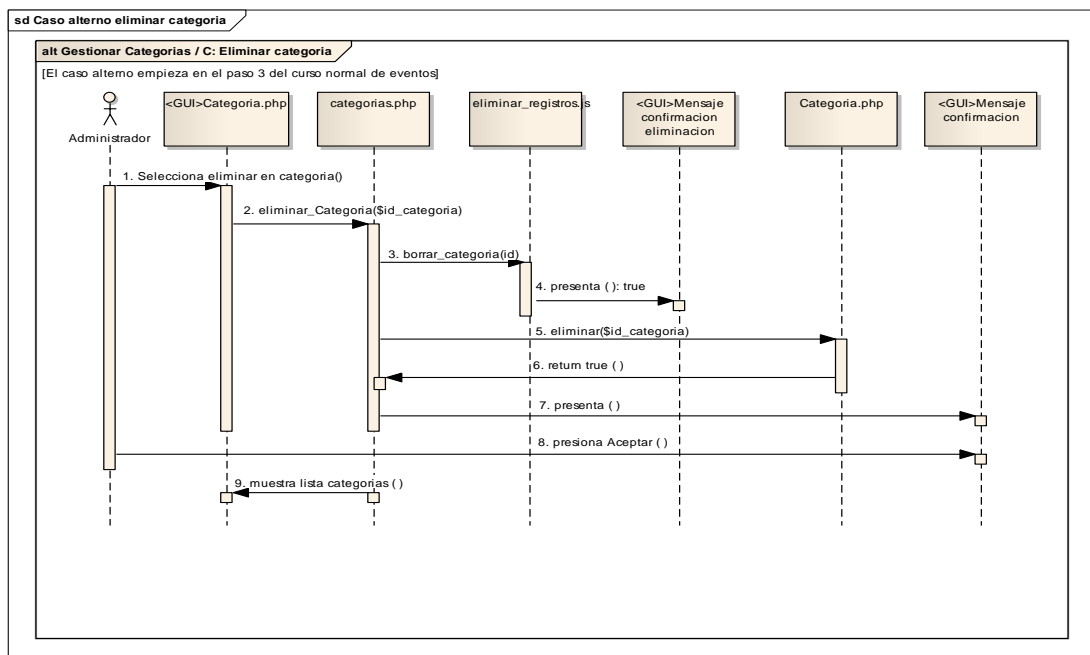 sd Caso alterno eliminar categoria
alt Gestionar Categorias / C: Eliminar categoria
[El caso alterno empieza en el paso 3 del curso normal de eventos]
Administrador
<GUI>Categoria.php
categorias.php
eliminar_registros.js
<GUI>Mensaje
confirmacion
eliminacion
Categoria.php
<GUI>Mensaje
confirmacion
1. Selecciona eliminar en categoria()
2. eliminar_Categoria($id_categoria)
3. borrar_categoria(id)
4. presenta ( ): true
5. eliminar($id_categoria)
6. return true ( )
7. presenta ( )
8. presiona Aceptar ( )
9. muestra lista categorias ( )